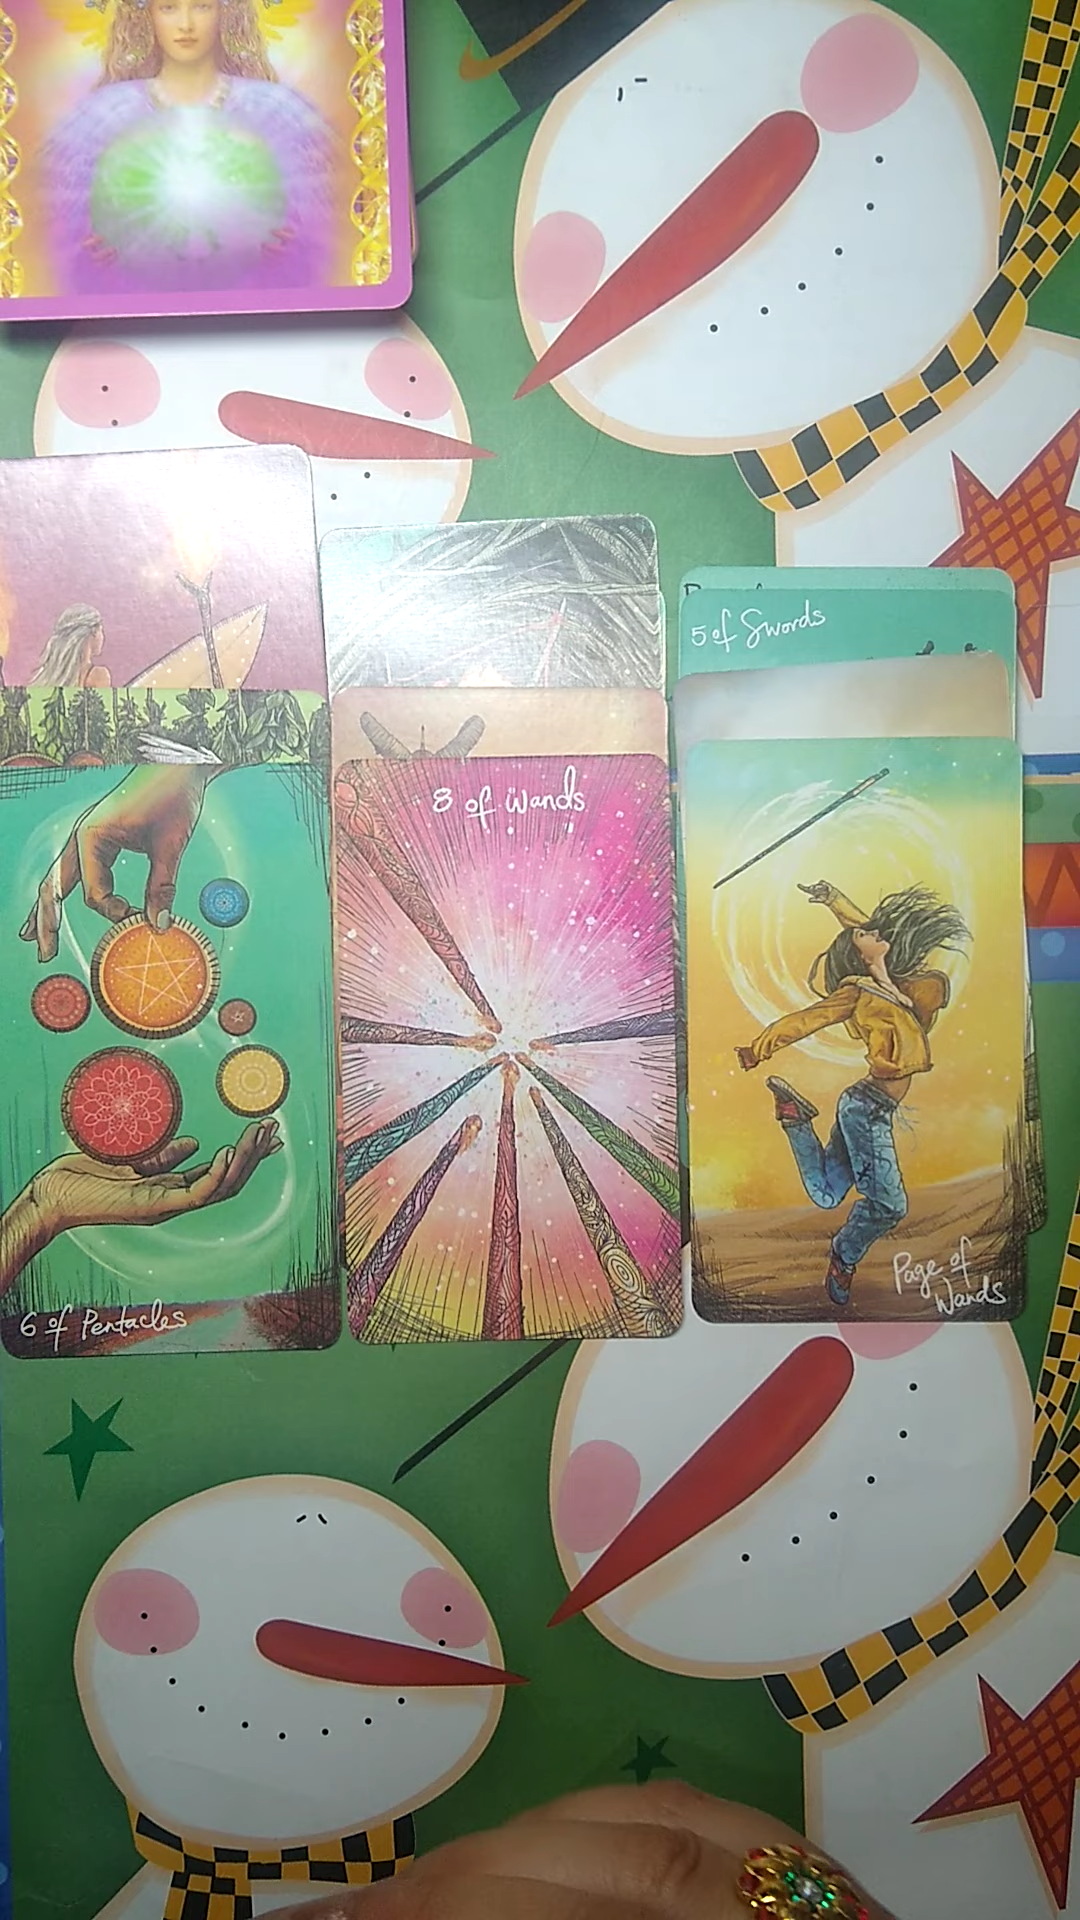 5 of Swords
8 of Wands
Page of
Wands
6 of Pentacles